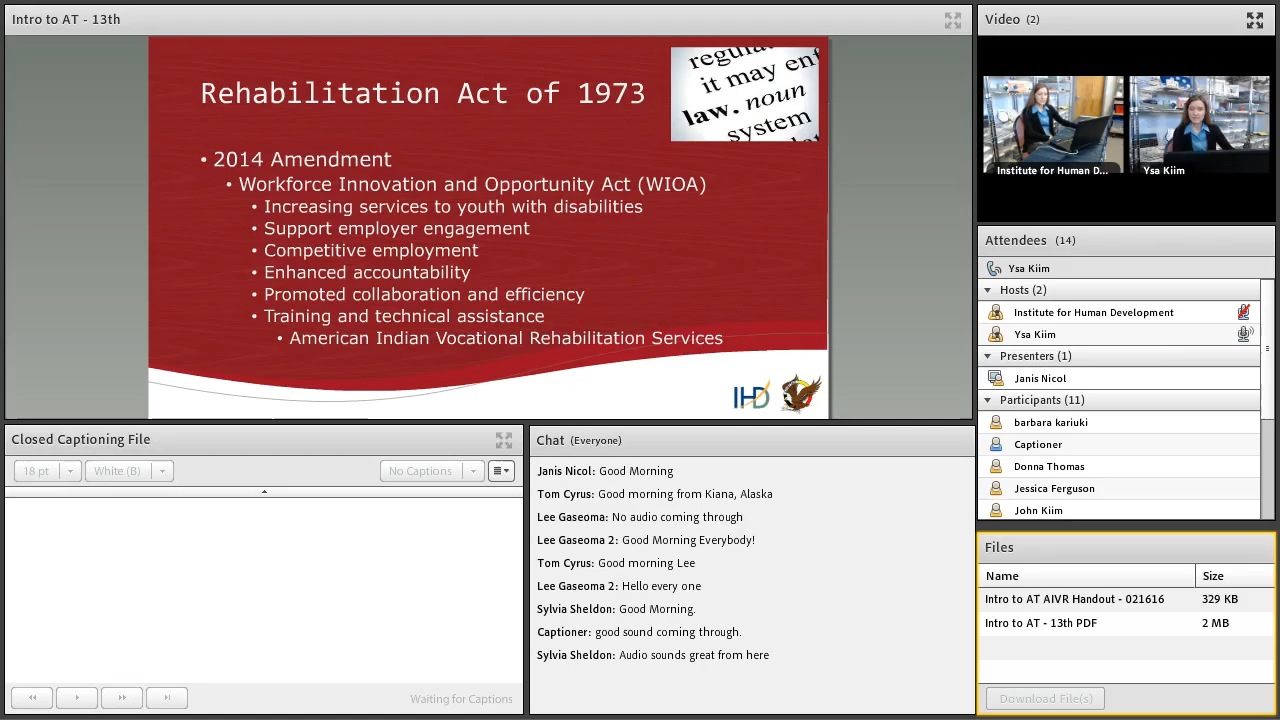 Intro to AT - 13th
Rehabilitation Act of 1973
regula
it may enf
law. noun
system
• 2014 Amendment
• Workforce Innovation and Opportunity Act (WIOA)
• Increasing services to youth with disabilities
• Support employer engagement
• Competitive employment
• Enhanced accountability
• Promoted collaboration and efficiency
• Training and technical assistance
• American Indian Vocational Rehabilitation Services
IHD
Closed Captioning File
18 pt
White (B)
No Captions
Waiting for Captions
Chat (Everyone)
Janis Nicol: Good Morning
Tom Cyrus: Good morning from Kiana, Alaska
Lee Gaseoma: No audio coming through
Lee Gaseoma 2: Good Morning Everybody!
Tom Cyrus: Good morning Lee
Lee Gaseoma 2: Hello every one
Sylvia Sheldon: Good Morning.
Captioner: good sound coming through.
Sylvia Sheldon: Audio sounds great from here
Video (2)
Institute for Human D...
Ysa Kiim
Attendees (14)
Ysa Kiim
Hosts (2)
Institute for Human Development
Ysa Kiim
Presenters (1)
Janis Nicol
Participants (11)
barbara kariuki
Captioner
Donna Thomas
Jessica Ferguson
John Kiim
Files
Name Size
Intro to AT AIVR Handout - 021616 329 KB
Intro to AT - 13th PDF 2 MB
Download File(s)